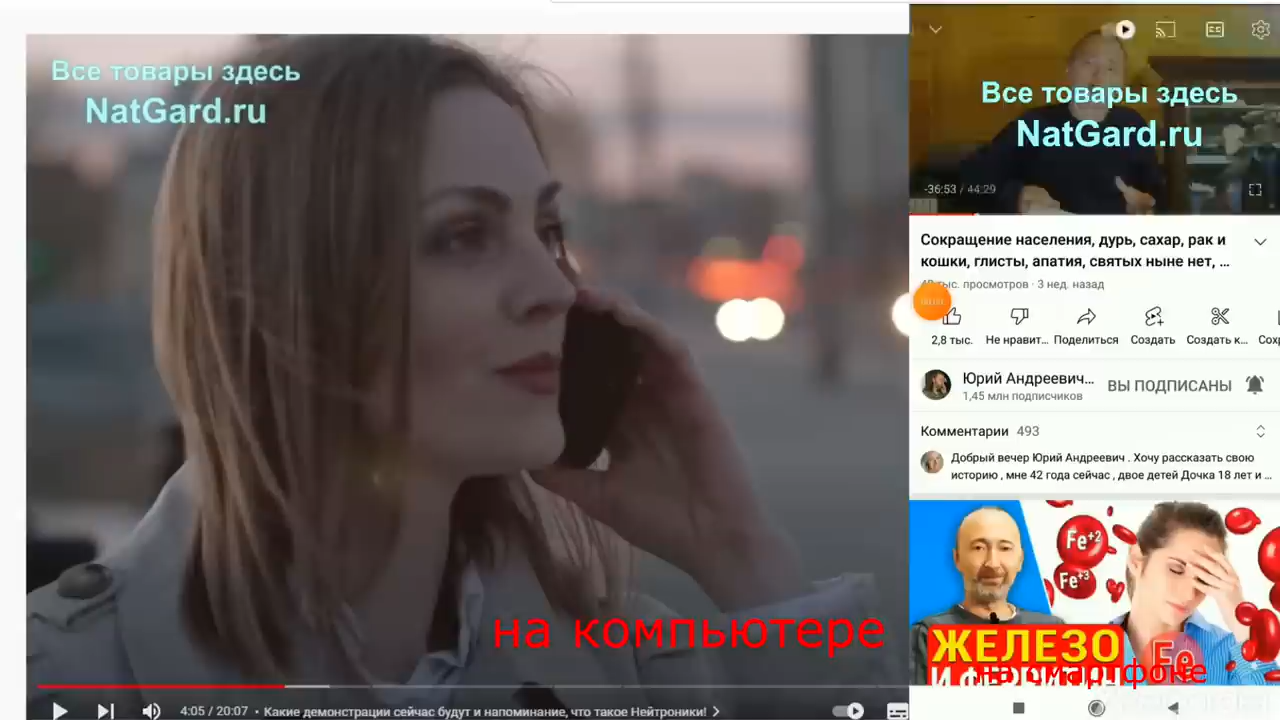 Все товары здесь
NatGard.ru
на компьютере
4:05 / 20:07 • Какие демонстрации сейчас будут и напоминание, что такое Нейтроники!
Все товары здесь
NatGard.ru
-36:53 / 44:29
Сокращение населения, дурь, сахар, рак и
кошки, глисты, апатия, святых ныне нет, ...
тыс. просмотров · 3 нед. назад
2,8 тыс. Не нравит... Поделиться Создать Создать к...
Юрий Андреевич...
ВЫ ПОДПИСАНЫ
1,45 млн подписчиков
Комментарии 493
Добрый вечер Юрий Андреевич . Хочу рассказать свою
историю , мне 42 года сейчас , двое детей Дочка 18 лет и ...
Fe+2
Fe+3
ЖЕЛЕЗО
Fe